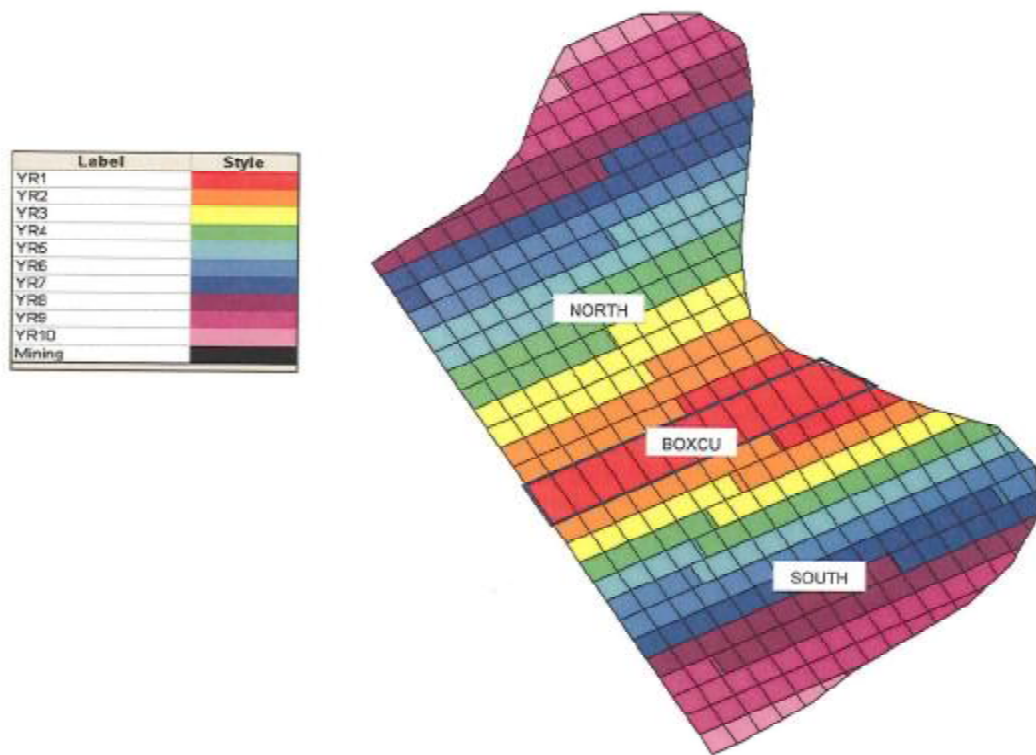 Label Style
YR1
YR2
YR3
YR4
YR5
YR6
YR7
YR8
YR9
YR10
Mining
NORTH
BOXCU
SOUTH